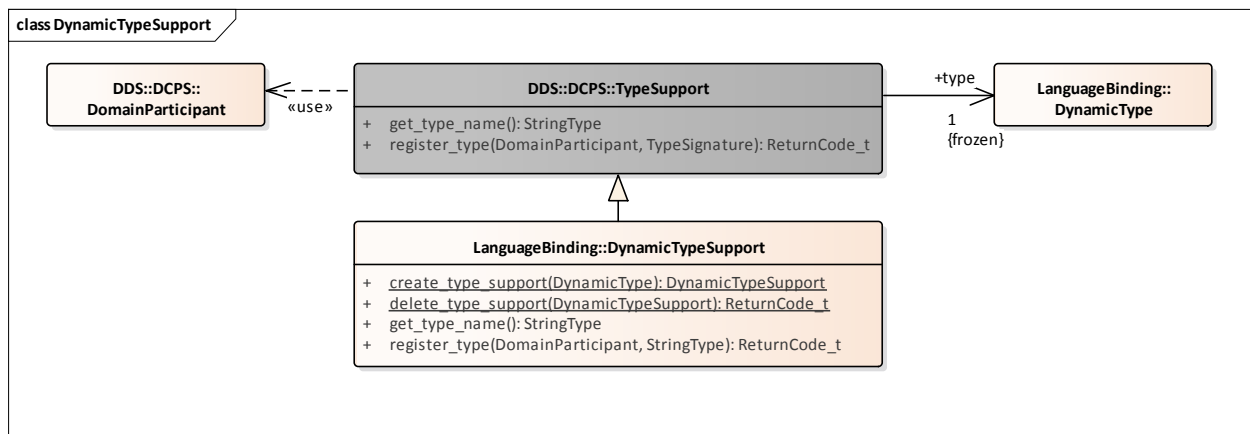 class DynamicTypeSupport
DDS::DCPS::
DomainParticipant
«use»
DDS::DCPS::TypeSupport
+ get_type_name(): StringType
+ register_type(DomainParticipant, TypeSignature): ReturnCode_t
+type
1
{frozen}
LanguageBinding::
DynamicType
LanguageBinding::DynamicTypeSupport
+ create_type_support(DynamicType): DynamicTypeSupport
+ delete_type_support(DynamicTypeSupport): ReturnCode_t
+ get_type_name(): StringType
+ register_type(DomainParticipant, StringType): ReturnCode_t